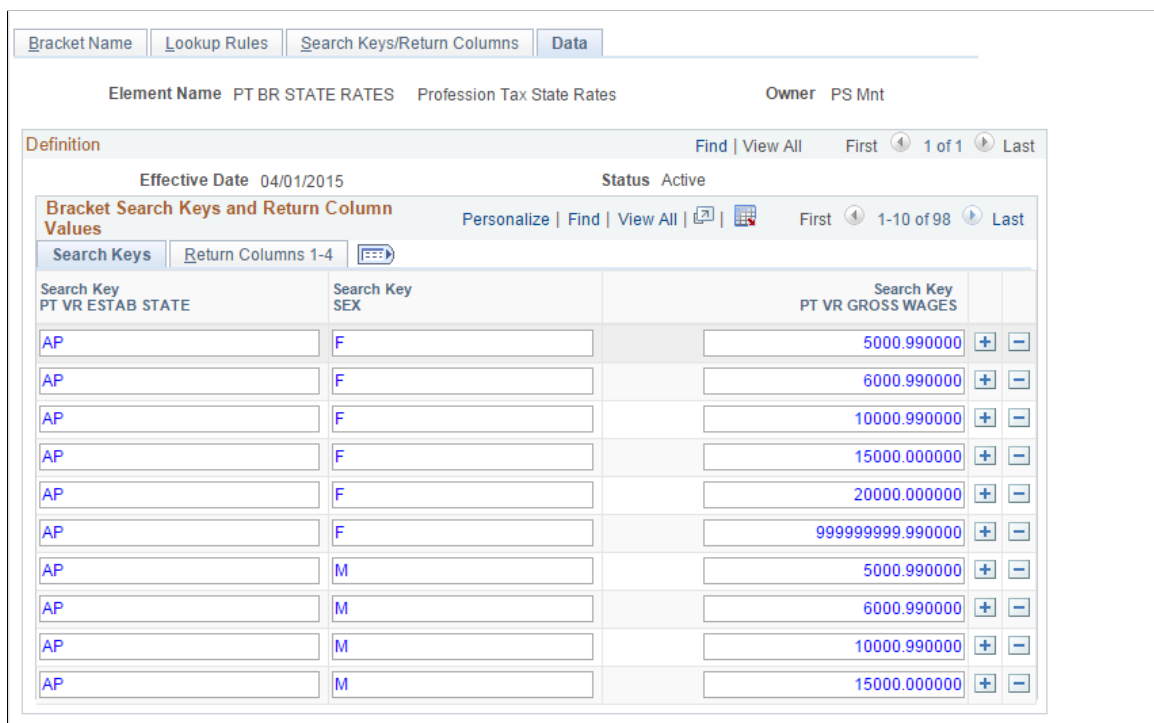 Bracket Name Lookup Rules Search Keys/Return Columns Data
Element Name PT BR STATE RATES Profession Tax State Rates Owner PS Mnt
Definition Find | View All First 1 of 1 Last
Effective Date 04/01/2015 Status Active
Bracket Search Keys and Return Column
Values Personalize | Find | View All | | First 1-10 of 98 Last
Search Keys Return Columns 1-4
Search Key Search Key Search Key
PT VR ESTAB STATE SEX PT VR GROSS WAGES
AP F 5000.990000
AP F 6000.990000
AP F 10000.990000
AP F 15000.000000
AP F 20000.000000
AP F 999999999.990000
AP M 5000.990000
AP M 6000.990000
AP M 10000.990000
AP M 15000.000000